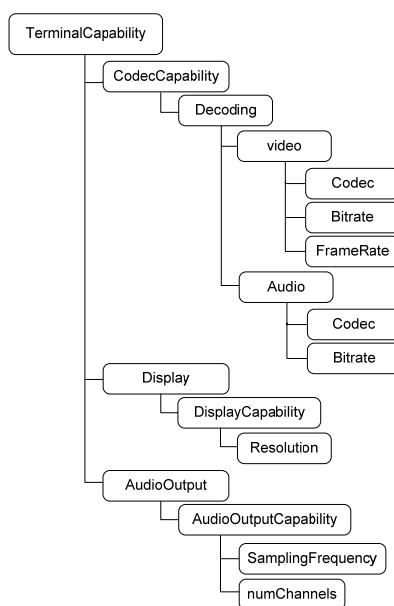 TerminalCapability
CodecCapability
Decoding
video
Codec
Bitrate
FrameRate
Audio
Codec
Bitrate
Display
DisplayCapability
Resolution
AudioOutput
AudioOutputCapability
SamplingFrequency
numChannels